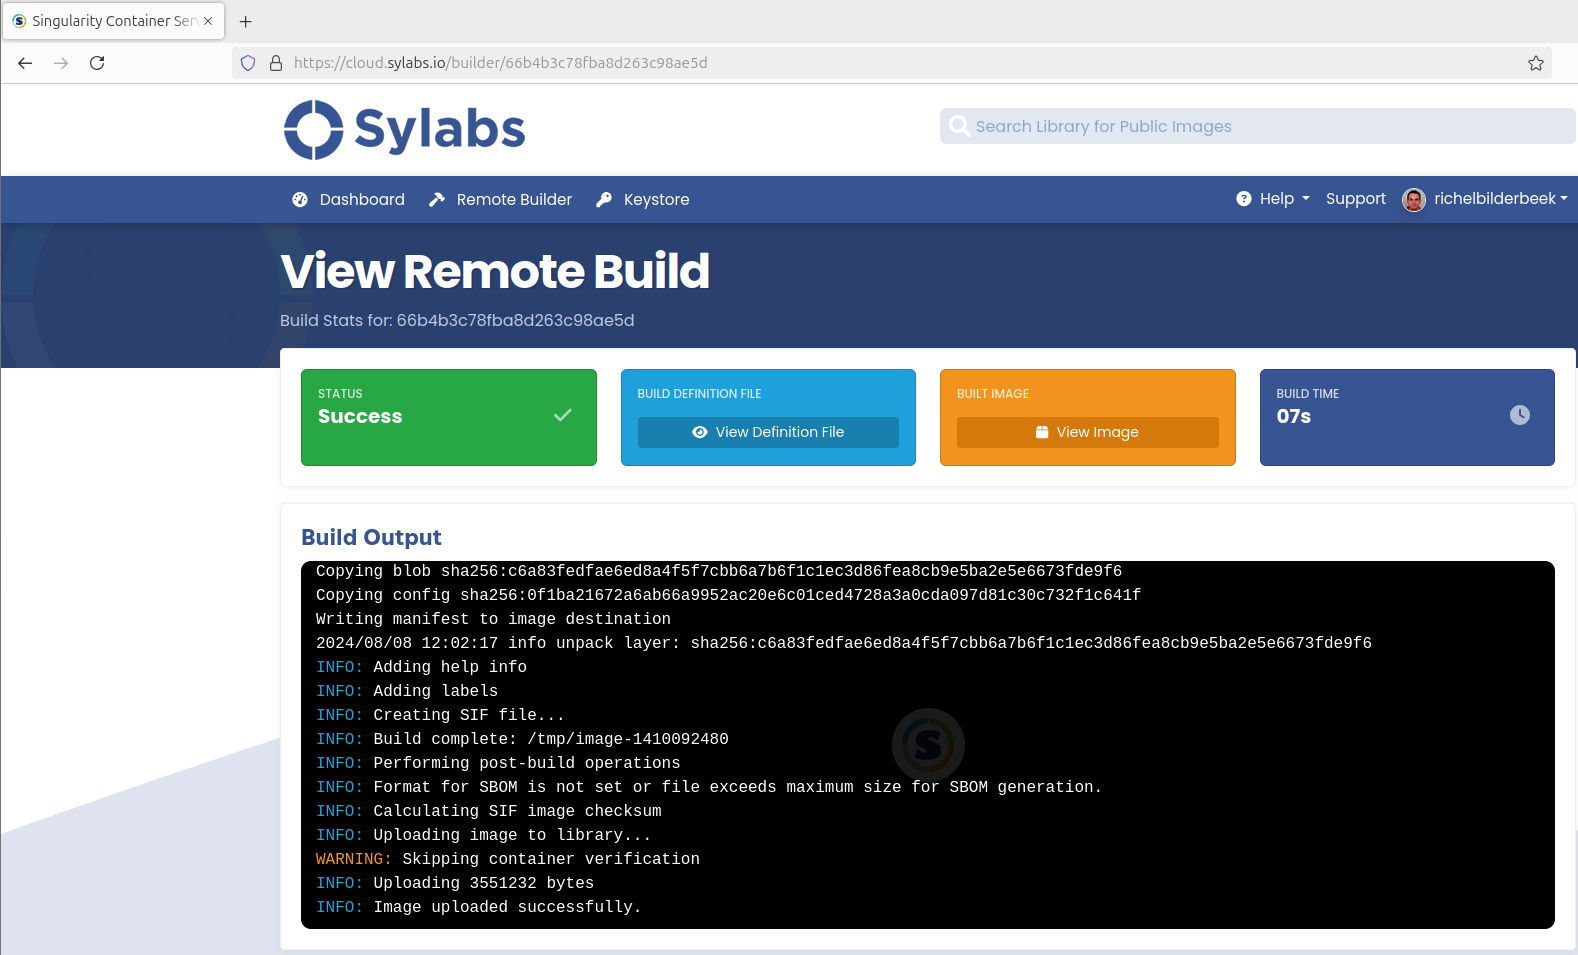 Singularity Container Ser
https://cloud.sylabs.io/builder/66b4b3c78fba8d263c98ae5d
Sylabs
Search Library for Public Images
Dashboard
Remote Builder
Keystore
Help
Support
richelbilderbeek
View Remote Build
Build Stats for: 66b4b3c78fba8d263c98ae5d
STATUS
Success
BUILD DEFINITION FILE
View Definition File
BUILT IMAGE
View Image
BUILD TIME
07s
Build Output
Copying blob sha256:c6a83fedfae6ed8a4f5f7cbb6a7b6f1c1ec3d86fea8cb9e5ba2e5e6673fde9f6
Copying config sha256:0f1ba21672a6ab66a9952ac20e6c01ced4728a3a0cda097d81c30c732f1c641f
Writing manifest to image destination
2024/08/08 12:02:17 info unpack layer: sha256:c6a83fedfae6ed8a4f5f7cbb6a7b6f1c1ec3d86fea8cb9e5ba2e5e6673fde9f6
INFO: Adding help info
INFO: Adding labels
INFO: Creating SIF file...
INFO: Build complete: /tmp/image-1410092480
INFO: Performing post-build operations
INFO: Format for SBOM is not set or file exceeds maximum size for SBOM generation.
INFO: Calculating SIF image checksum
INFO: Uploading image to library...
WARNING: Skipping container verification
INFO: Uploading 3551232 bytes
INFO: Image uploaded successfully.